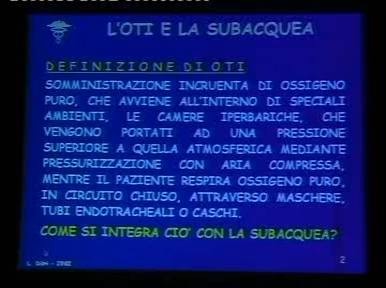 L'OTI E LA SUBACQUEA
DEFINIZIONE DI OTI
SOMMINISTRAZIONE INCRUENTA DI OSSIGENO
PURO, CHE AVVIENE ALL'INTERNO DI SPECIALI
AMBIENTI, LE CAMERE IPERBARICHE, CHE
VENGONO PORTATI AD UNA PRESSIONE
SUPERIORE A QUELLA ATMOSFERICA MEDIANTE
PRESSURIZZAZIONE CON ARIA COMPRESSA,
MENTRE IL PAZIENTE RESPIRA OSSIGENO PURO,
IN CIRCUITO CHIUSO, ATTRAVERSO MASCHERE,
TUBI ENDOTRACHEALI O CASCHI.
COME SI INTEGRA CIO' CON LA SUBACQUEA?
2